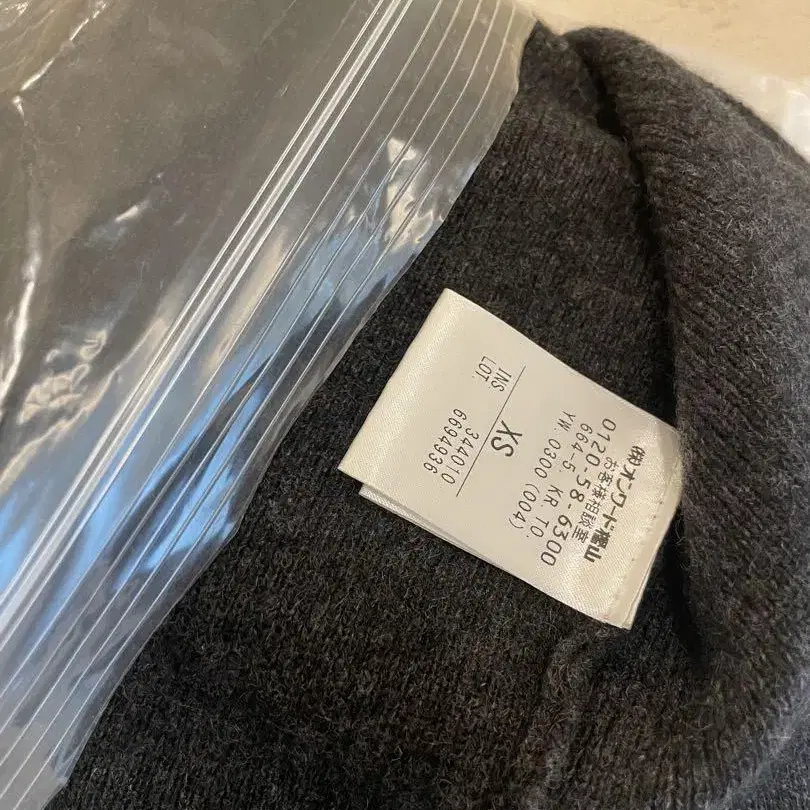 ㈱オンワード樫山
お客様相談室
0120-58-6300
664-5 KR. TO.
YW. 0300 (004)
XS
INS 344010
LOT. 6694936